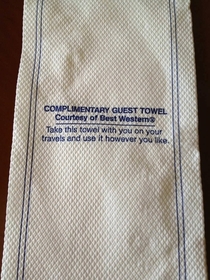 COMPLIMENTARY GUEST TOWEL
Courtesy of Best Western®
Take this towel with you on your
travels and use it however you like.